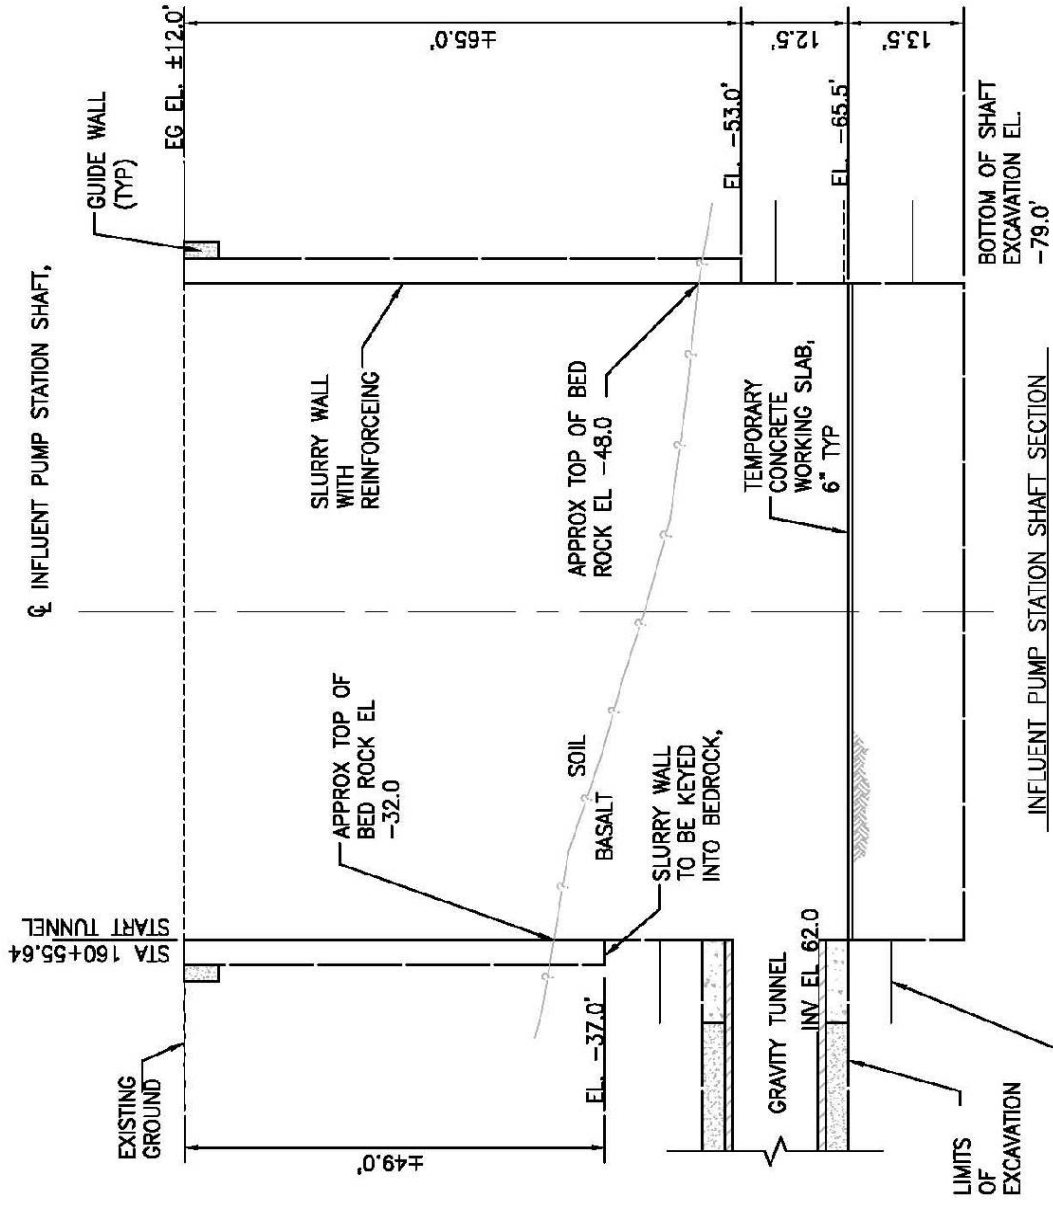 ℄ INFLUENT PUMP STATION SHAFT,
STA 160+55.64
START TUNNEL
EXISTING
GROUND
GUIDE WALL
(TYP)
EG EL. ±12.0'
±49.0'
±65.0'
SLURRY WALL
WITH
REINFORCEING
APPROX TOP OF
BED ROCK EL
-32.0
APPROX TOP OF BED
ROCK EL -48.0
SOIL
BASALT
SLURRY WALL
TO BE KEYED
INTO BEDROCK,
EL. -37.0'
EL. -53.0'
12.5'
TEMPORARY
CONCRETE
WORKING SLAB,
6" TYP
GRAVITY TUNNEL
INV EL 62.0
EL. -65.5'
13.5'
LIMITS
OF
EXCAVATION
BOTTOM OF SHAFT
EXCAVATION EL.
-79.0'
INFLUENT PUMP STATION SHAFT SECTION